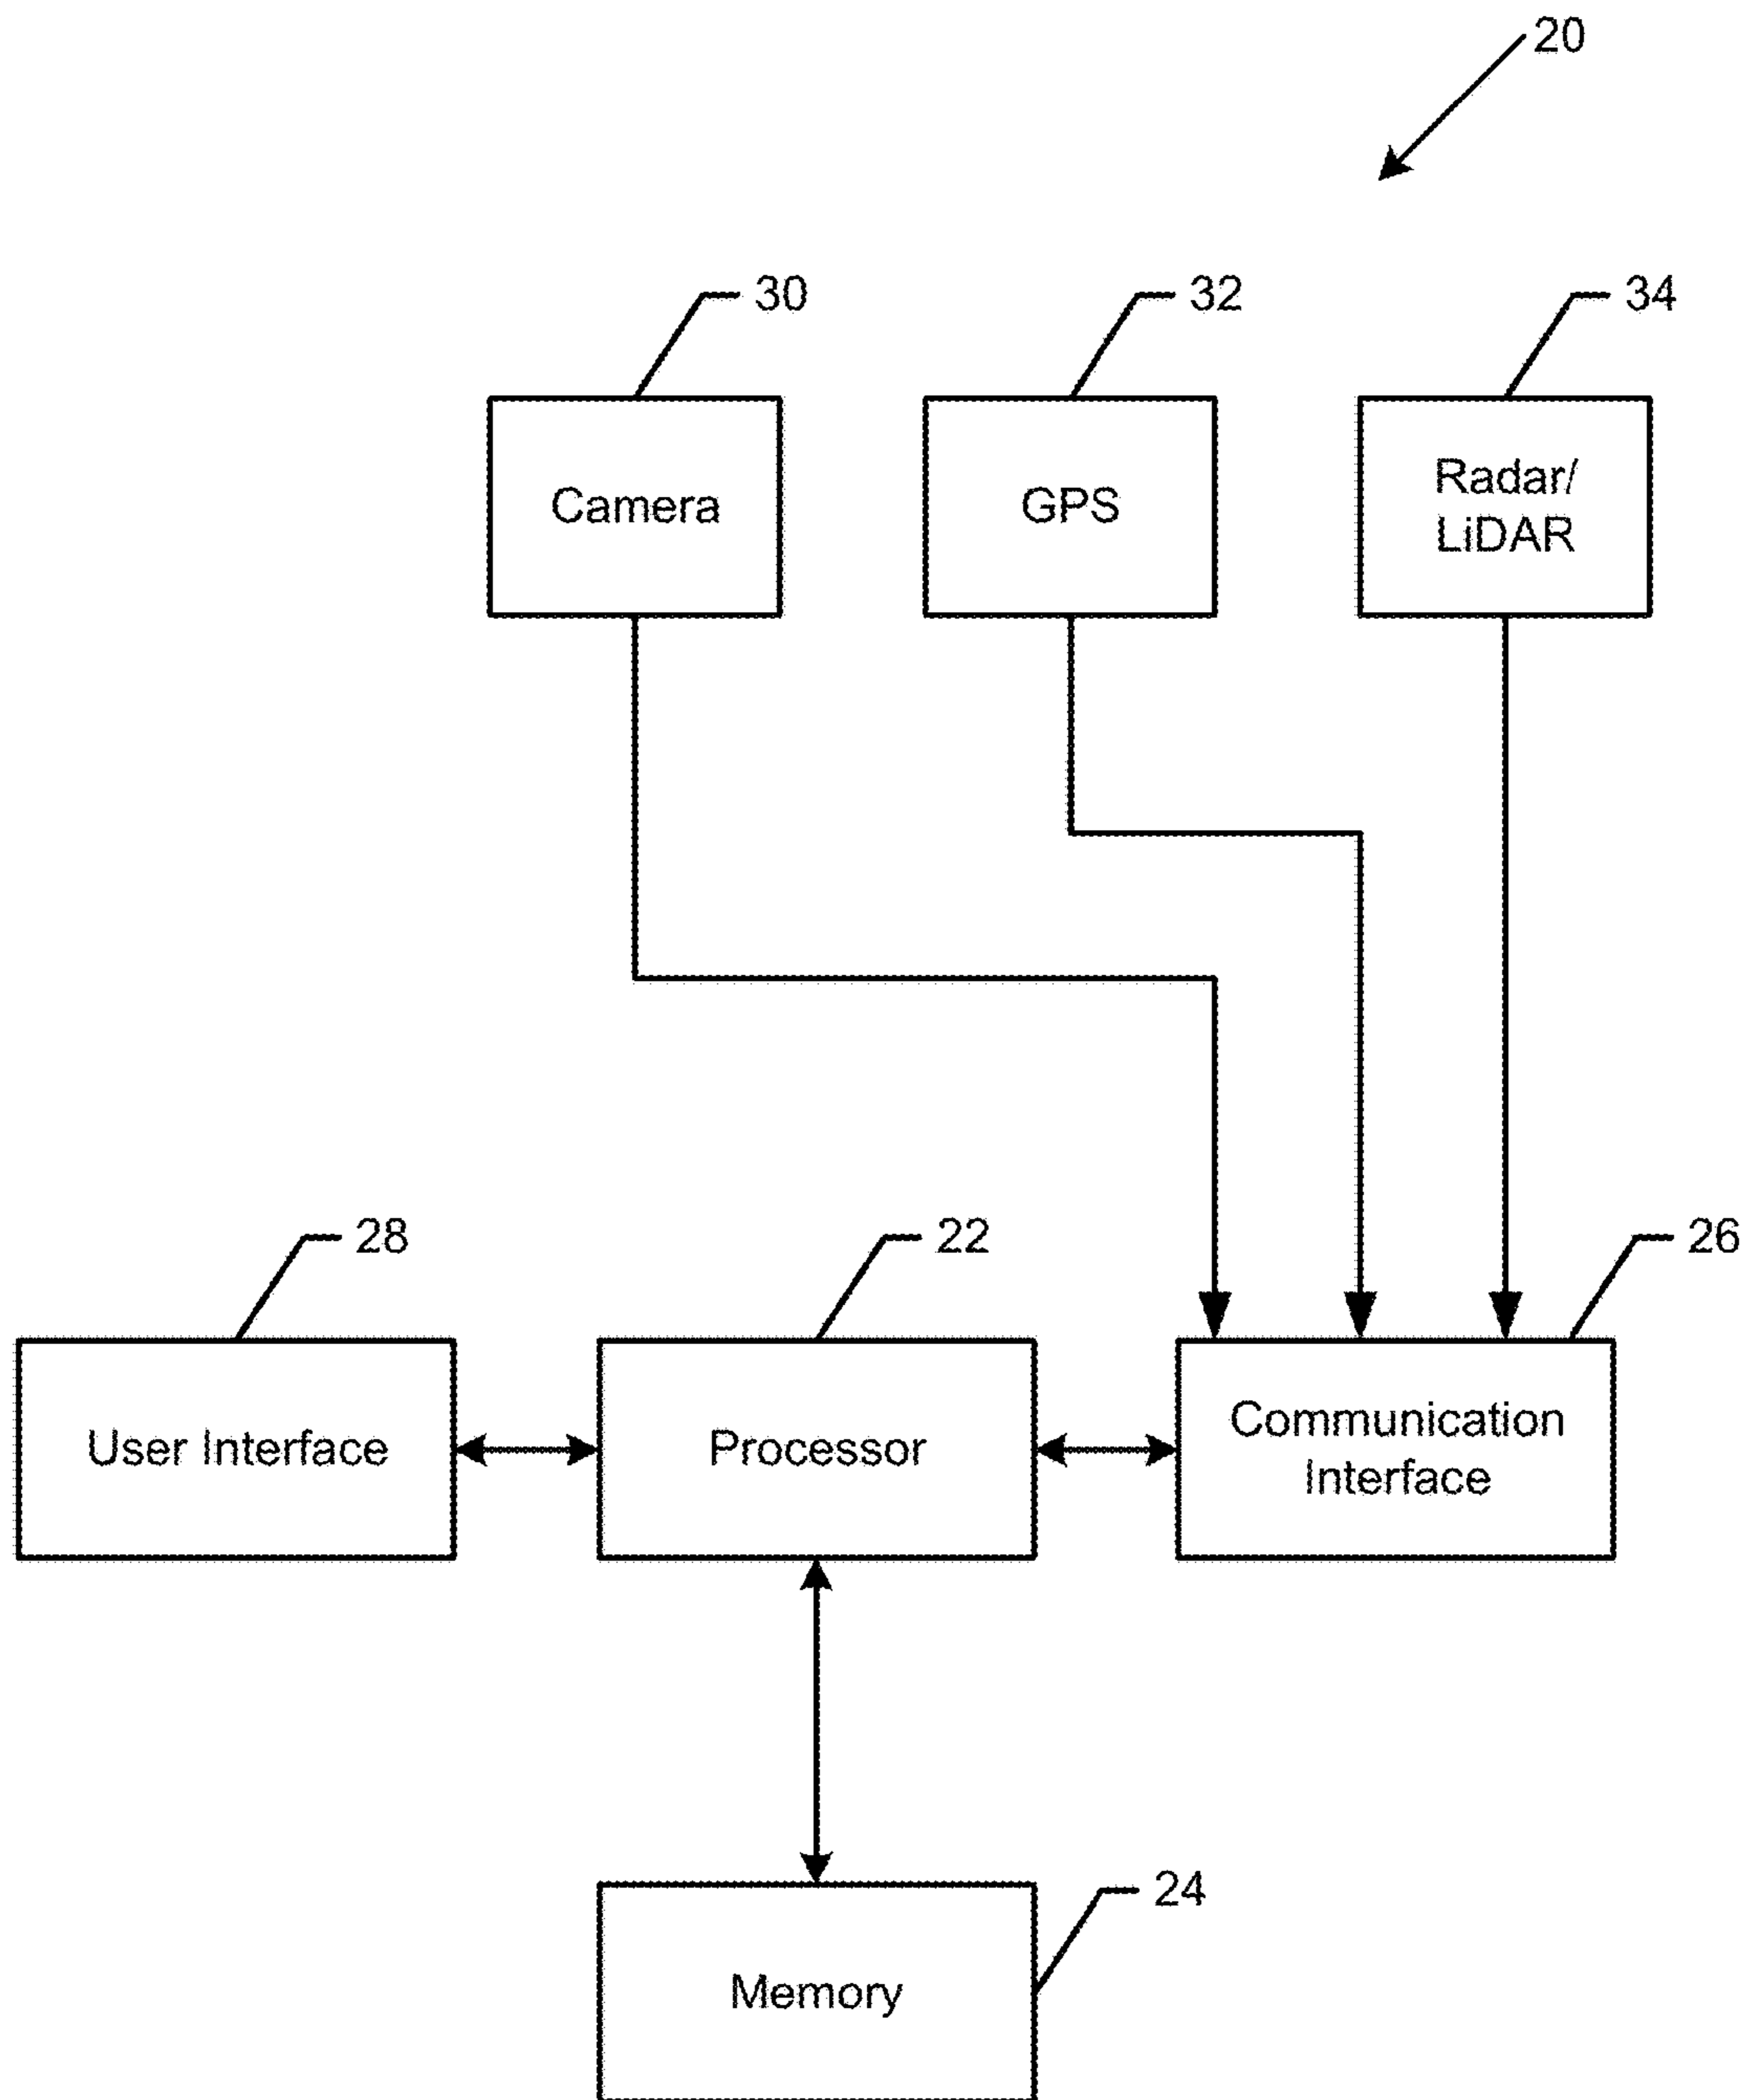 20
30
32
34
Camera
GPS
Radar/
LiDAR
28
22
26
User Interface
Processor
Communication
Interface
24
Memory